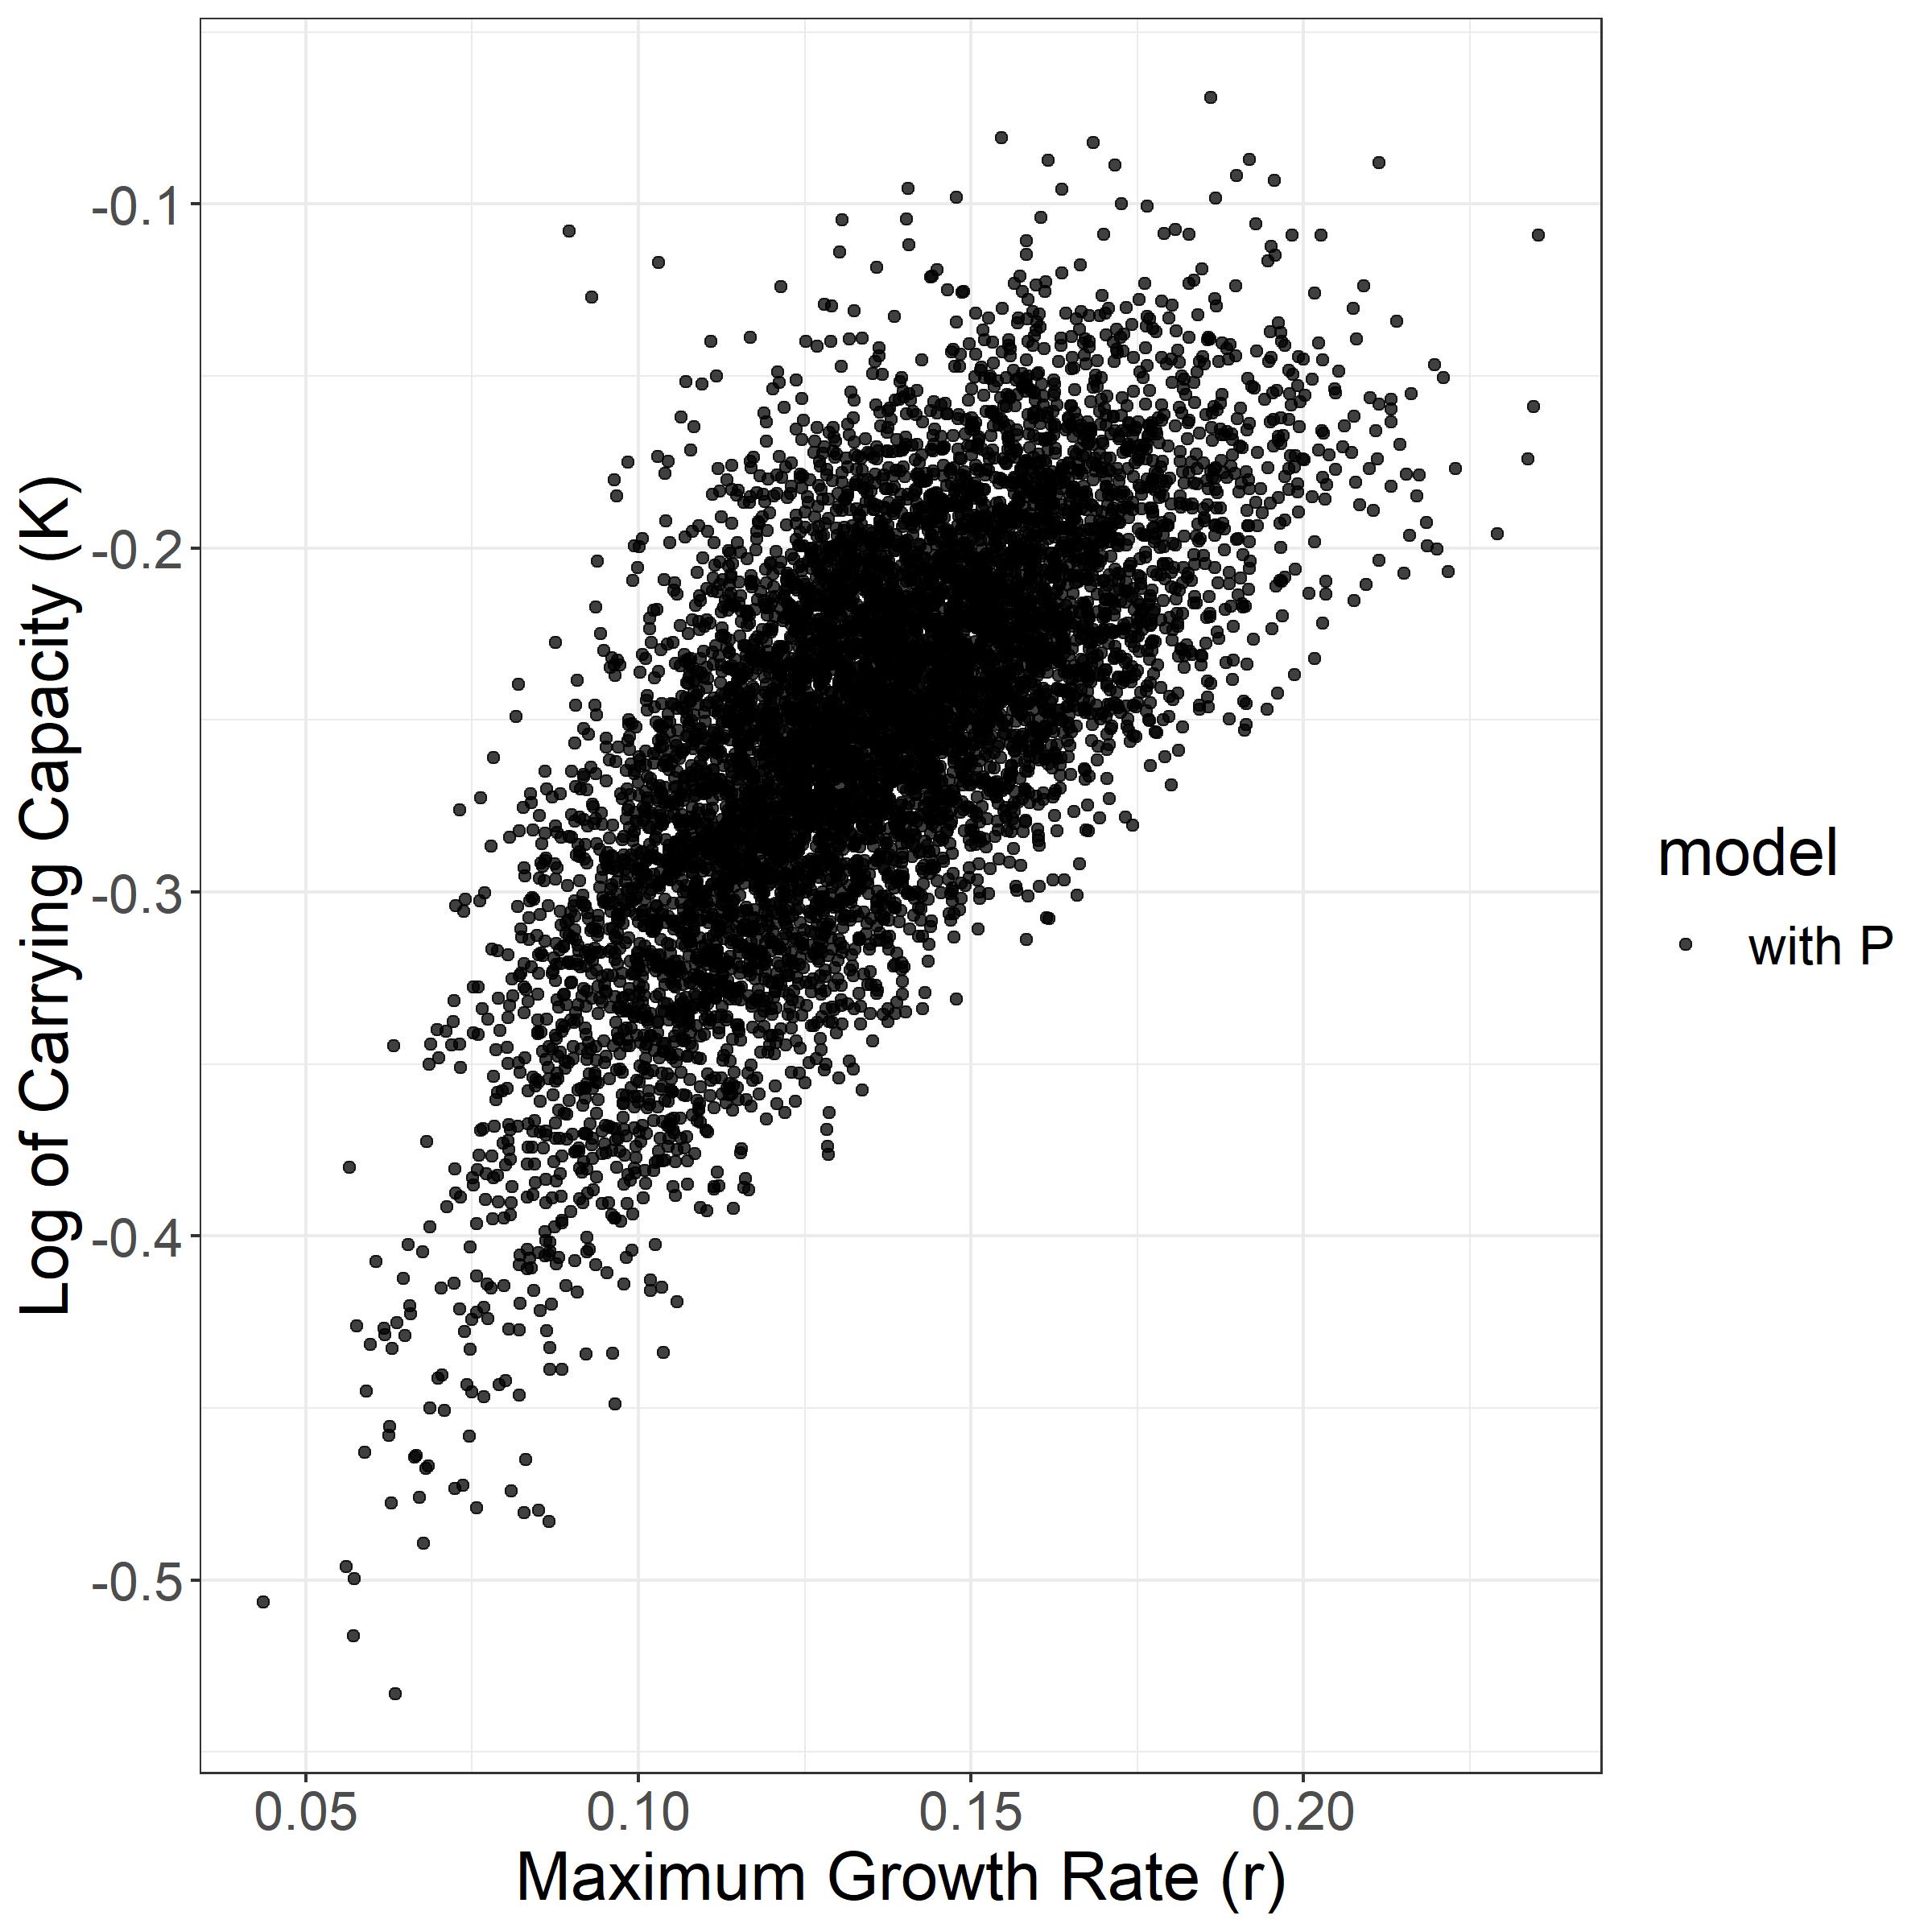 Log of Carrying Capacity (K)
-0.1
-0.2
-0.3
-0.4
-0.5
0.05
0.10
0.15
0.20
Maximum Growth Rate (r)
model
with P